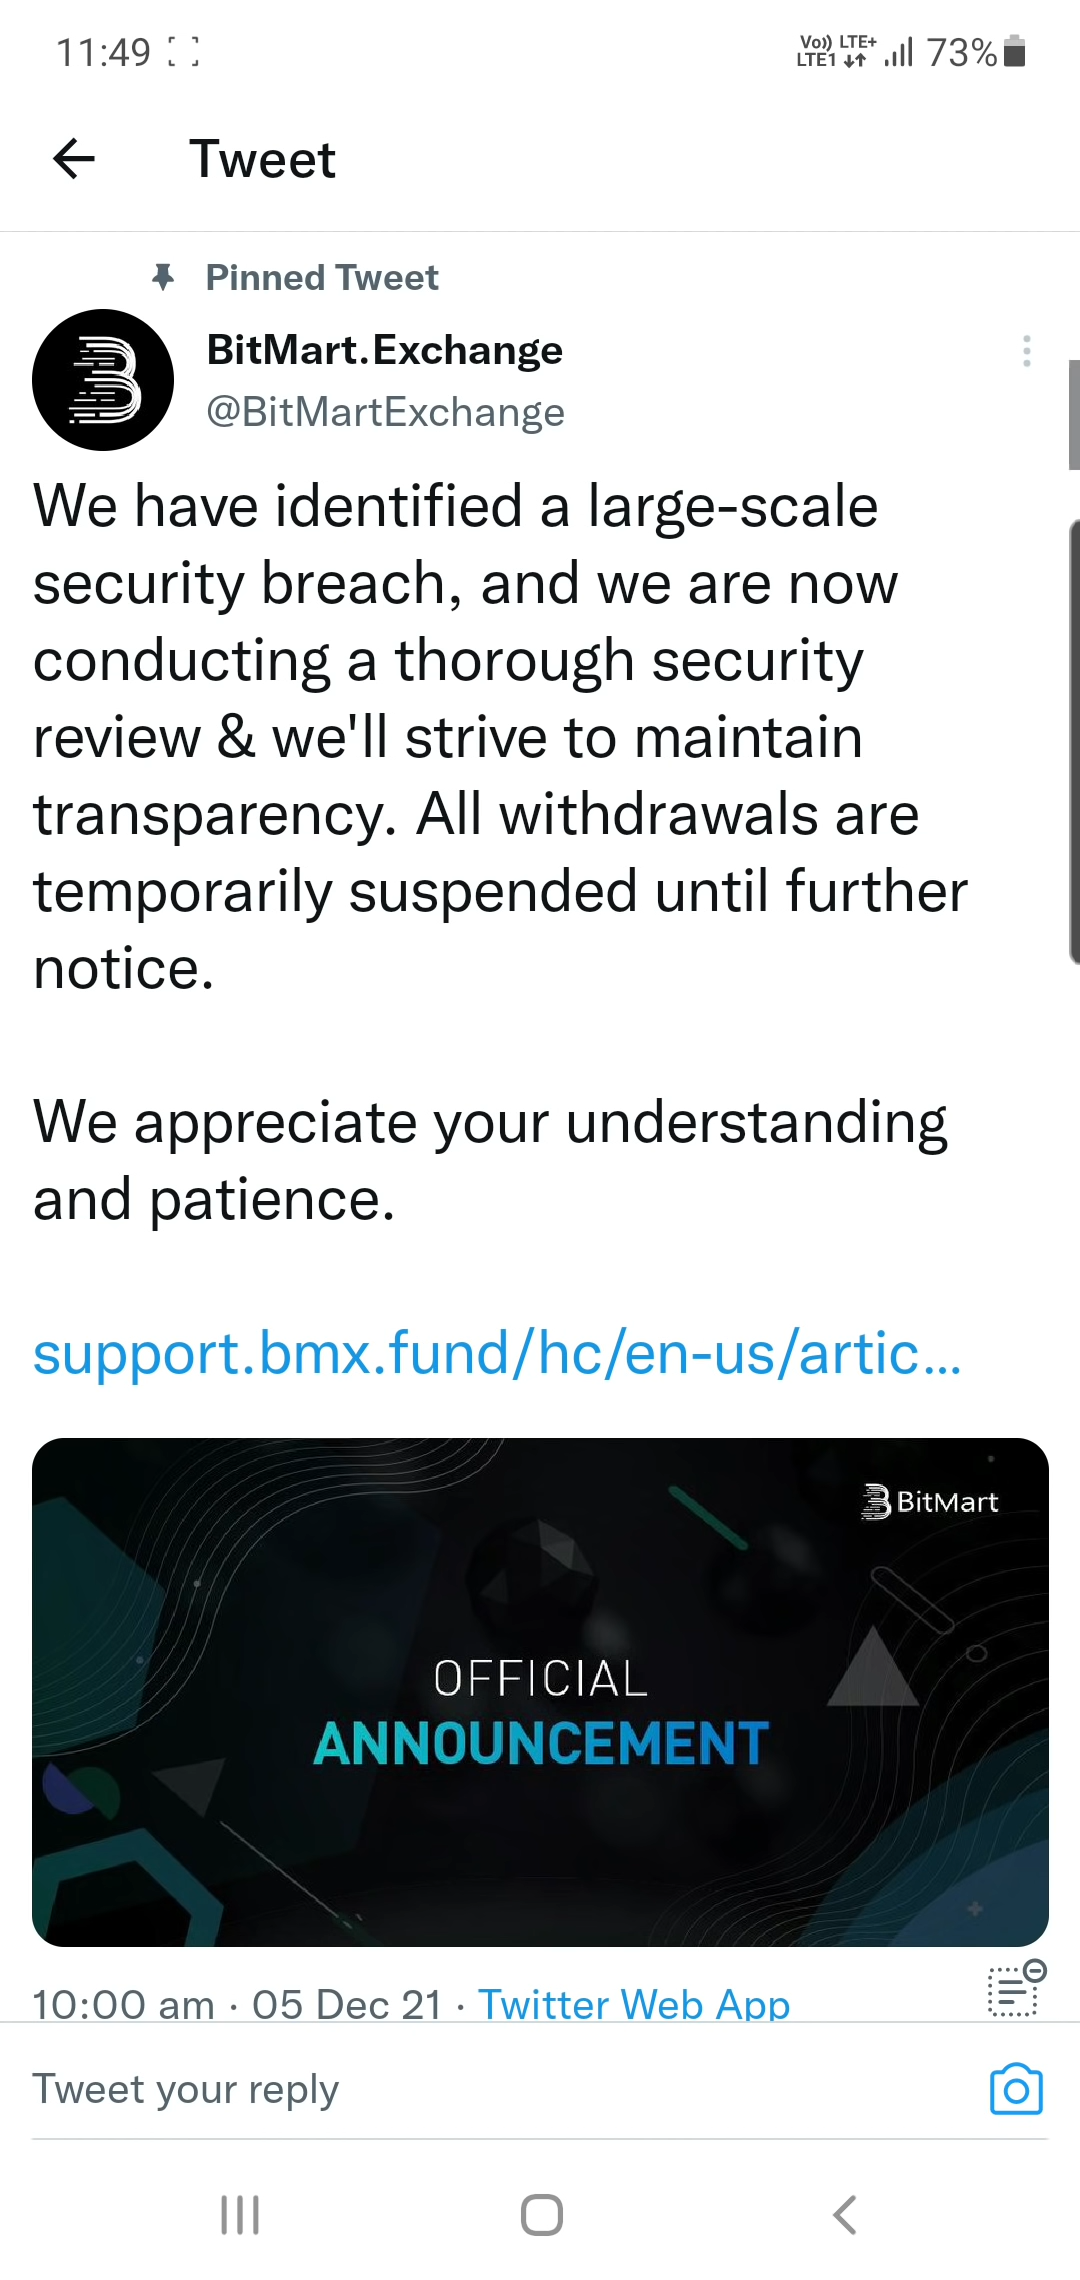 11:49
Vo)) LTE+
LTE1
73%
Tweet
Pinned Tweet
BitMart.Exchange
@BitMartExchange
We have identified a large-scale
security breach, and we are now
conducting a thorough security
review & we'll strive to maintain
transparency. All withdrawals are
temporarily suspended until further
notice.
We appreciate your understanding
and patience.
support.bmx.fund/hc/en-us/artic...
BitMart
OFFICIAL
ANNOUNCEMENT
10:00 am · 05 Dec 21 · Twitter Web App
Tweet your reply